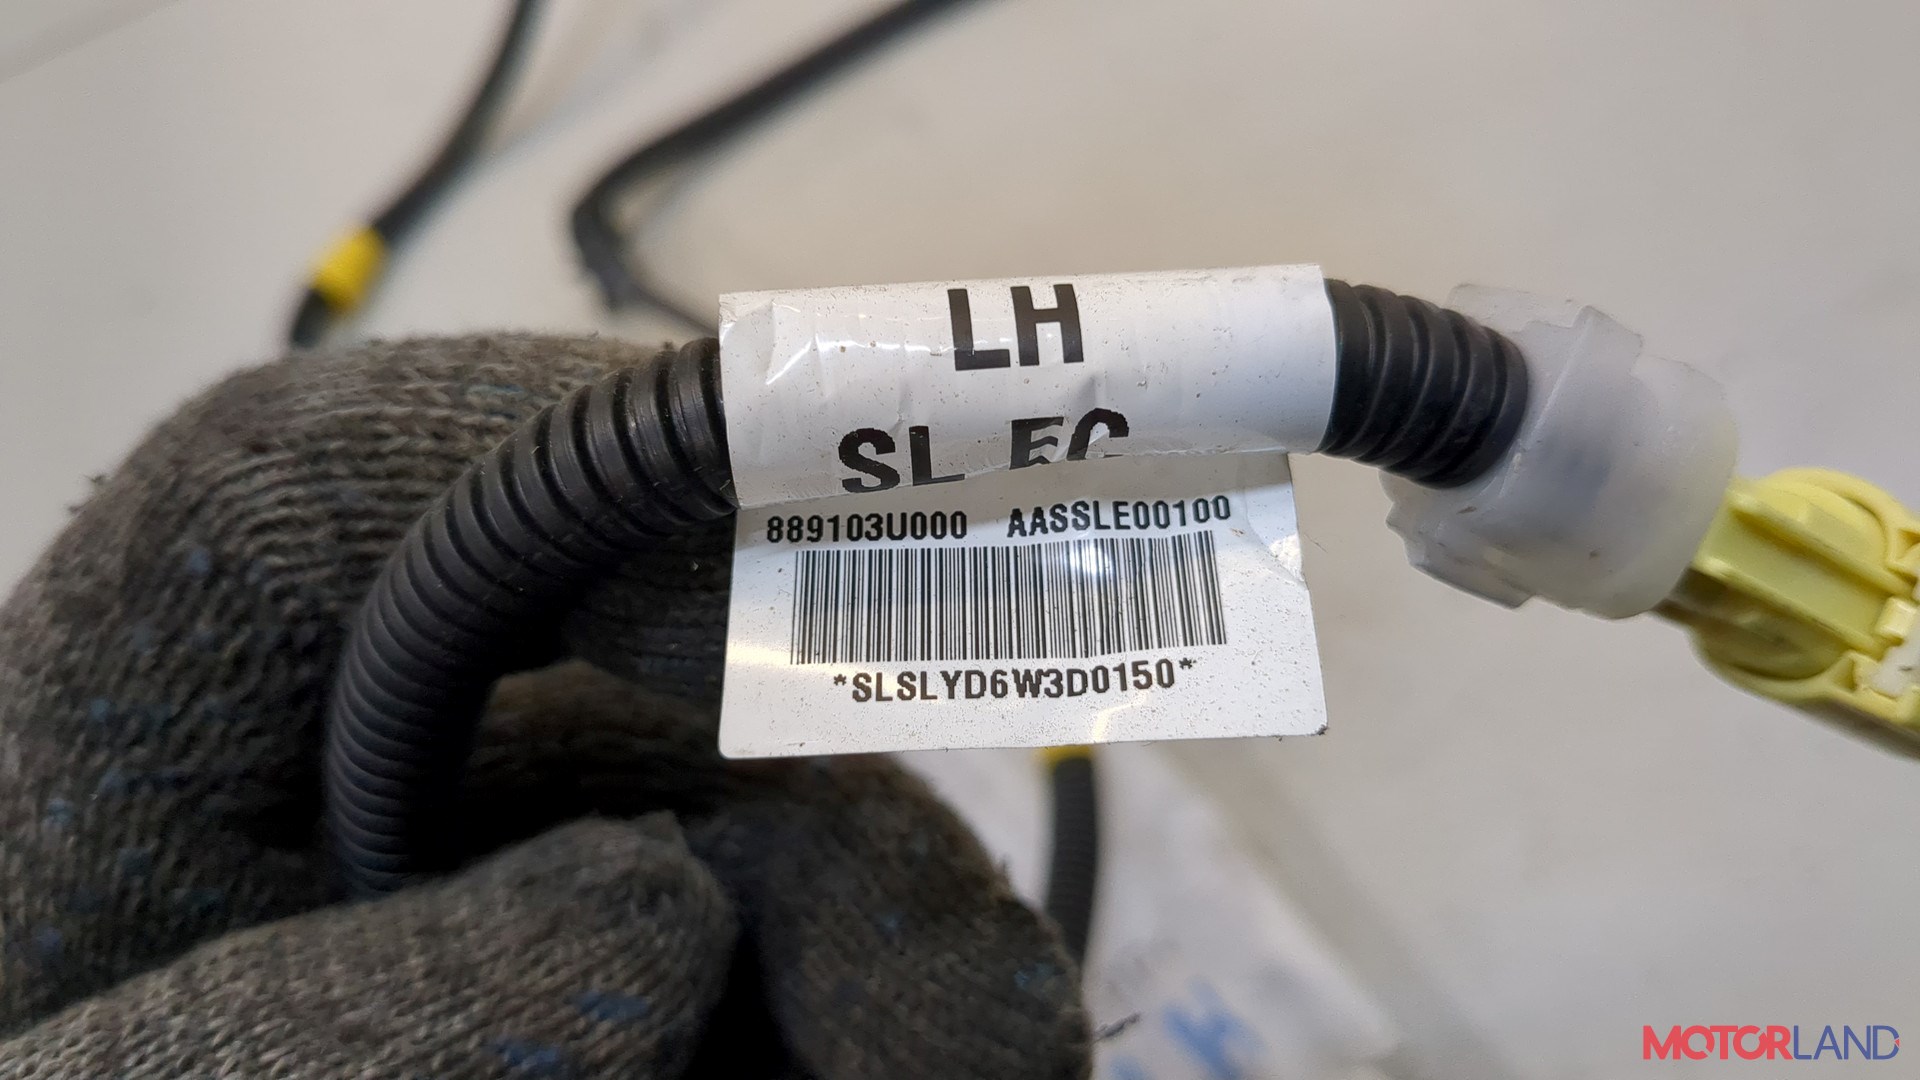 LH
SL
889103U000 AASSLE00100
*SLSLYD6W3D0150*
MOTORLAND